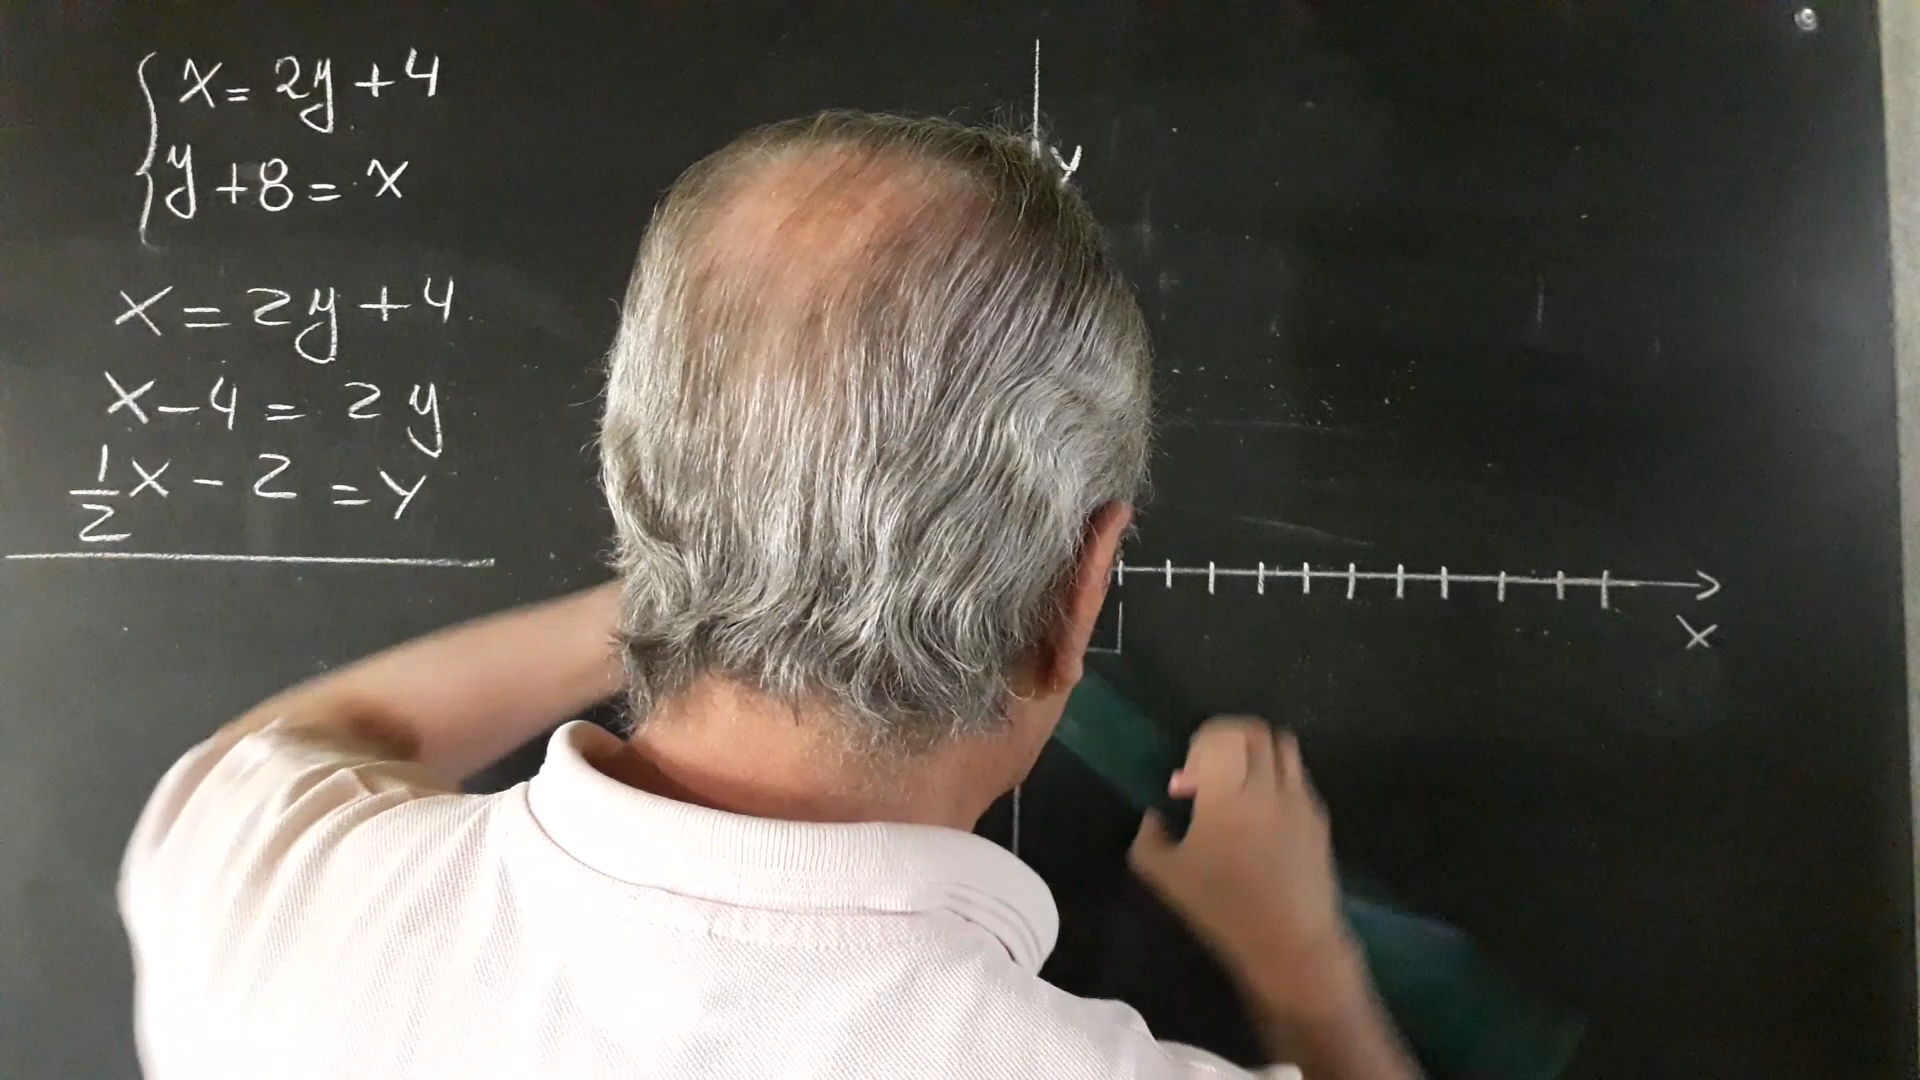 x = 2y + 4
y + 8 = x
x = 2y + 4
x - 4 = 2y
1/2 x - 2 = y
y
x